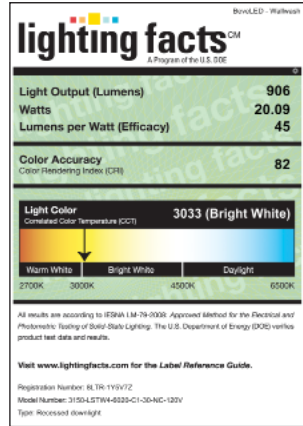 BovoLED - Wallwash
lighting facts CM
A Program of the U.S. DOE
Light Output (Lumens) 906
Watts 20.09
Lumens per Watt (Efficacy) 45
Color Accuracy 82
Color Rendering Index (CRI)
Light Color 3033 (Bright White)
Correlated Color Temperature (CCT)
Warm White Bright White Daylight
2700K 3000K 4500K 6500K
All results are according to IESNA LM-79-2008: Approved Method for the Electrical and
Photometric Testing of Solid-State Lighting. The U.S. Department of Energy (DOE) verifies
product test data and results.
Visit www.lightingfacts.com for the Label Reference Guide.
Registration Number: 6LTR-1Y6V7Z
Model Number: 3150-LSTW4-6020-C1-30-NC-120V
Type: Recessed downlight